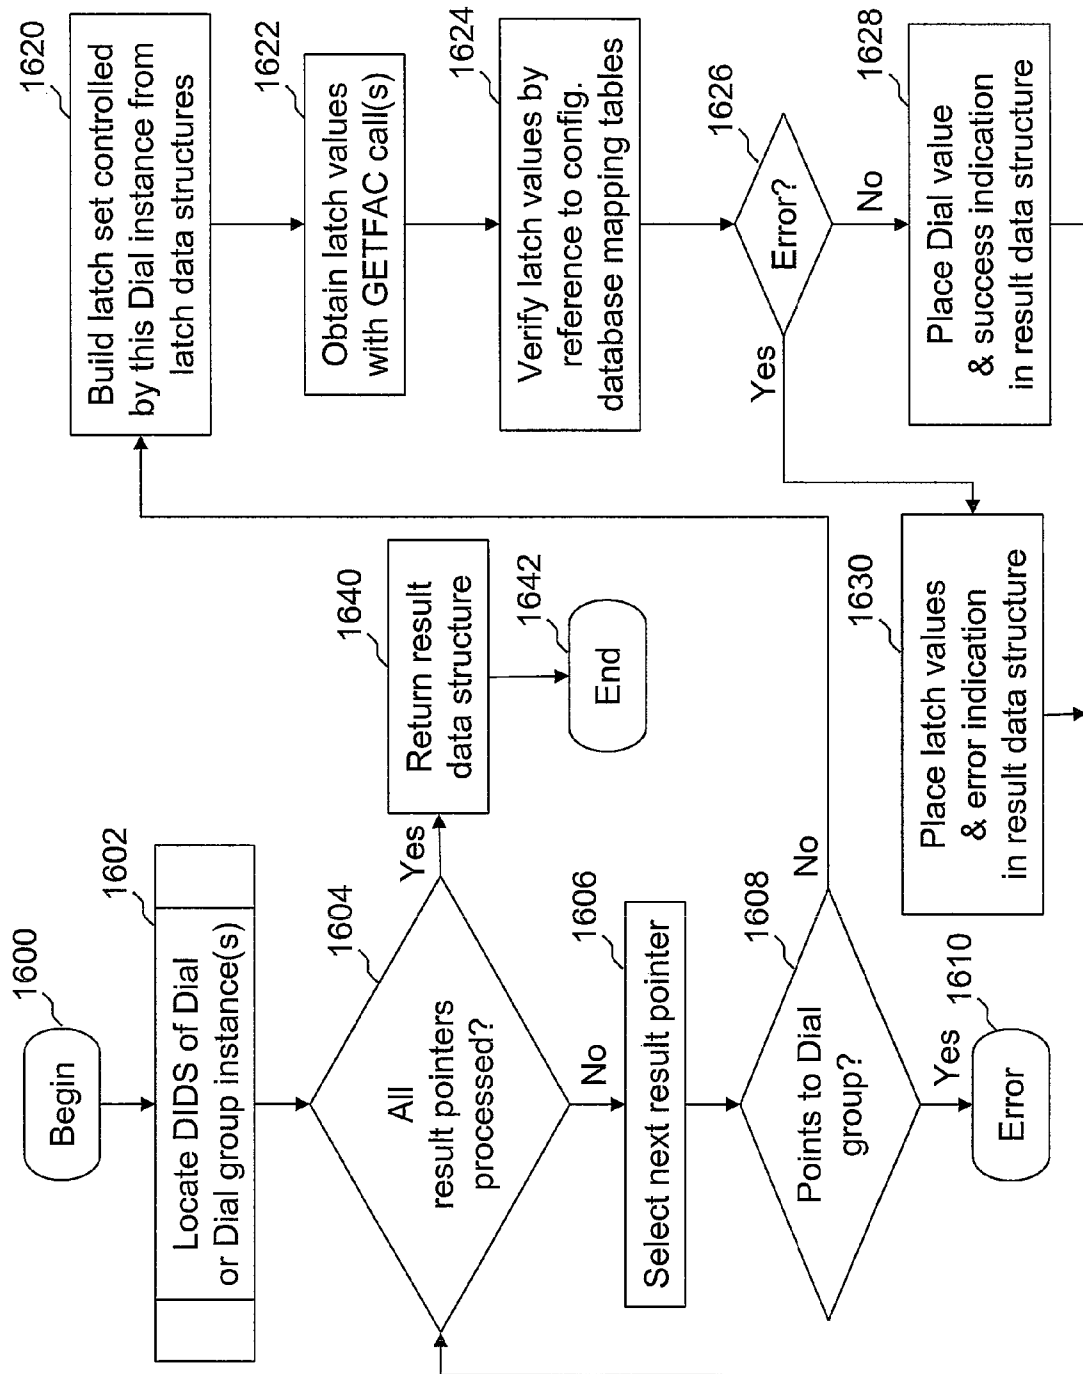 1600
Begin
1602
Locate DIDS of Dial
or Dial group instance(s)
1604
All
result pointers
processed?
Yes
No
1640
Return result
data structure
1642
End
1606
Select next result pointer
1608
Points to Dial
group?
No
Yes
1610
Error
1620
Build latch set controlled
by this Dial instance from
latch data structures
1622
Obtain latch values
with GETFAC call(s)
1624
Verify latch values by
reference to config.
database mapping tables
1626
Error?
Yes
No
1628
Place Dial value
& success indication
in result data structure
1630
Place latch values
& error indication
in result data structure